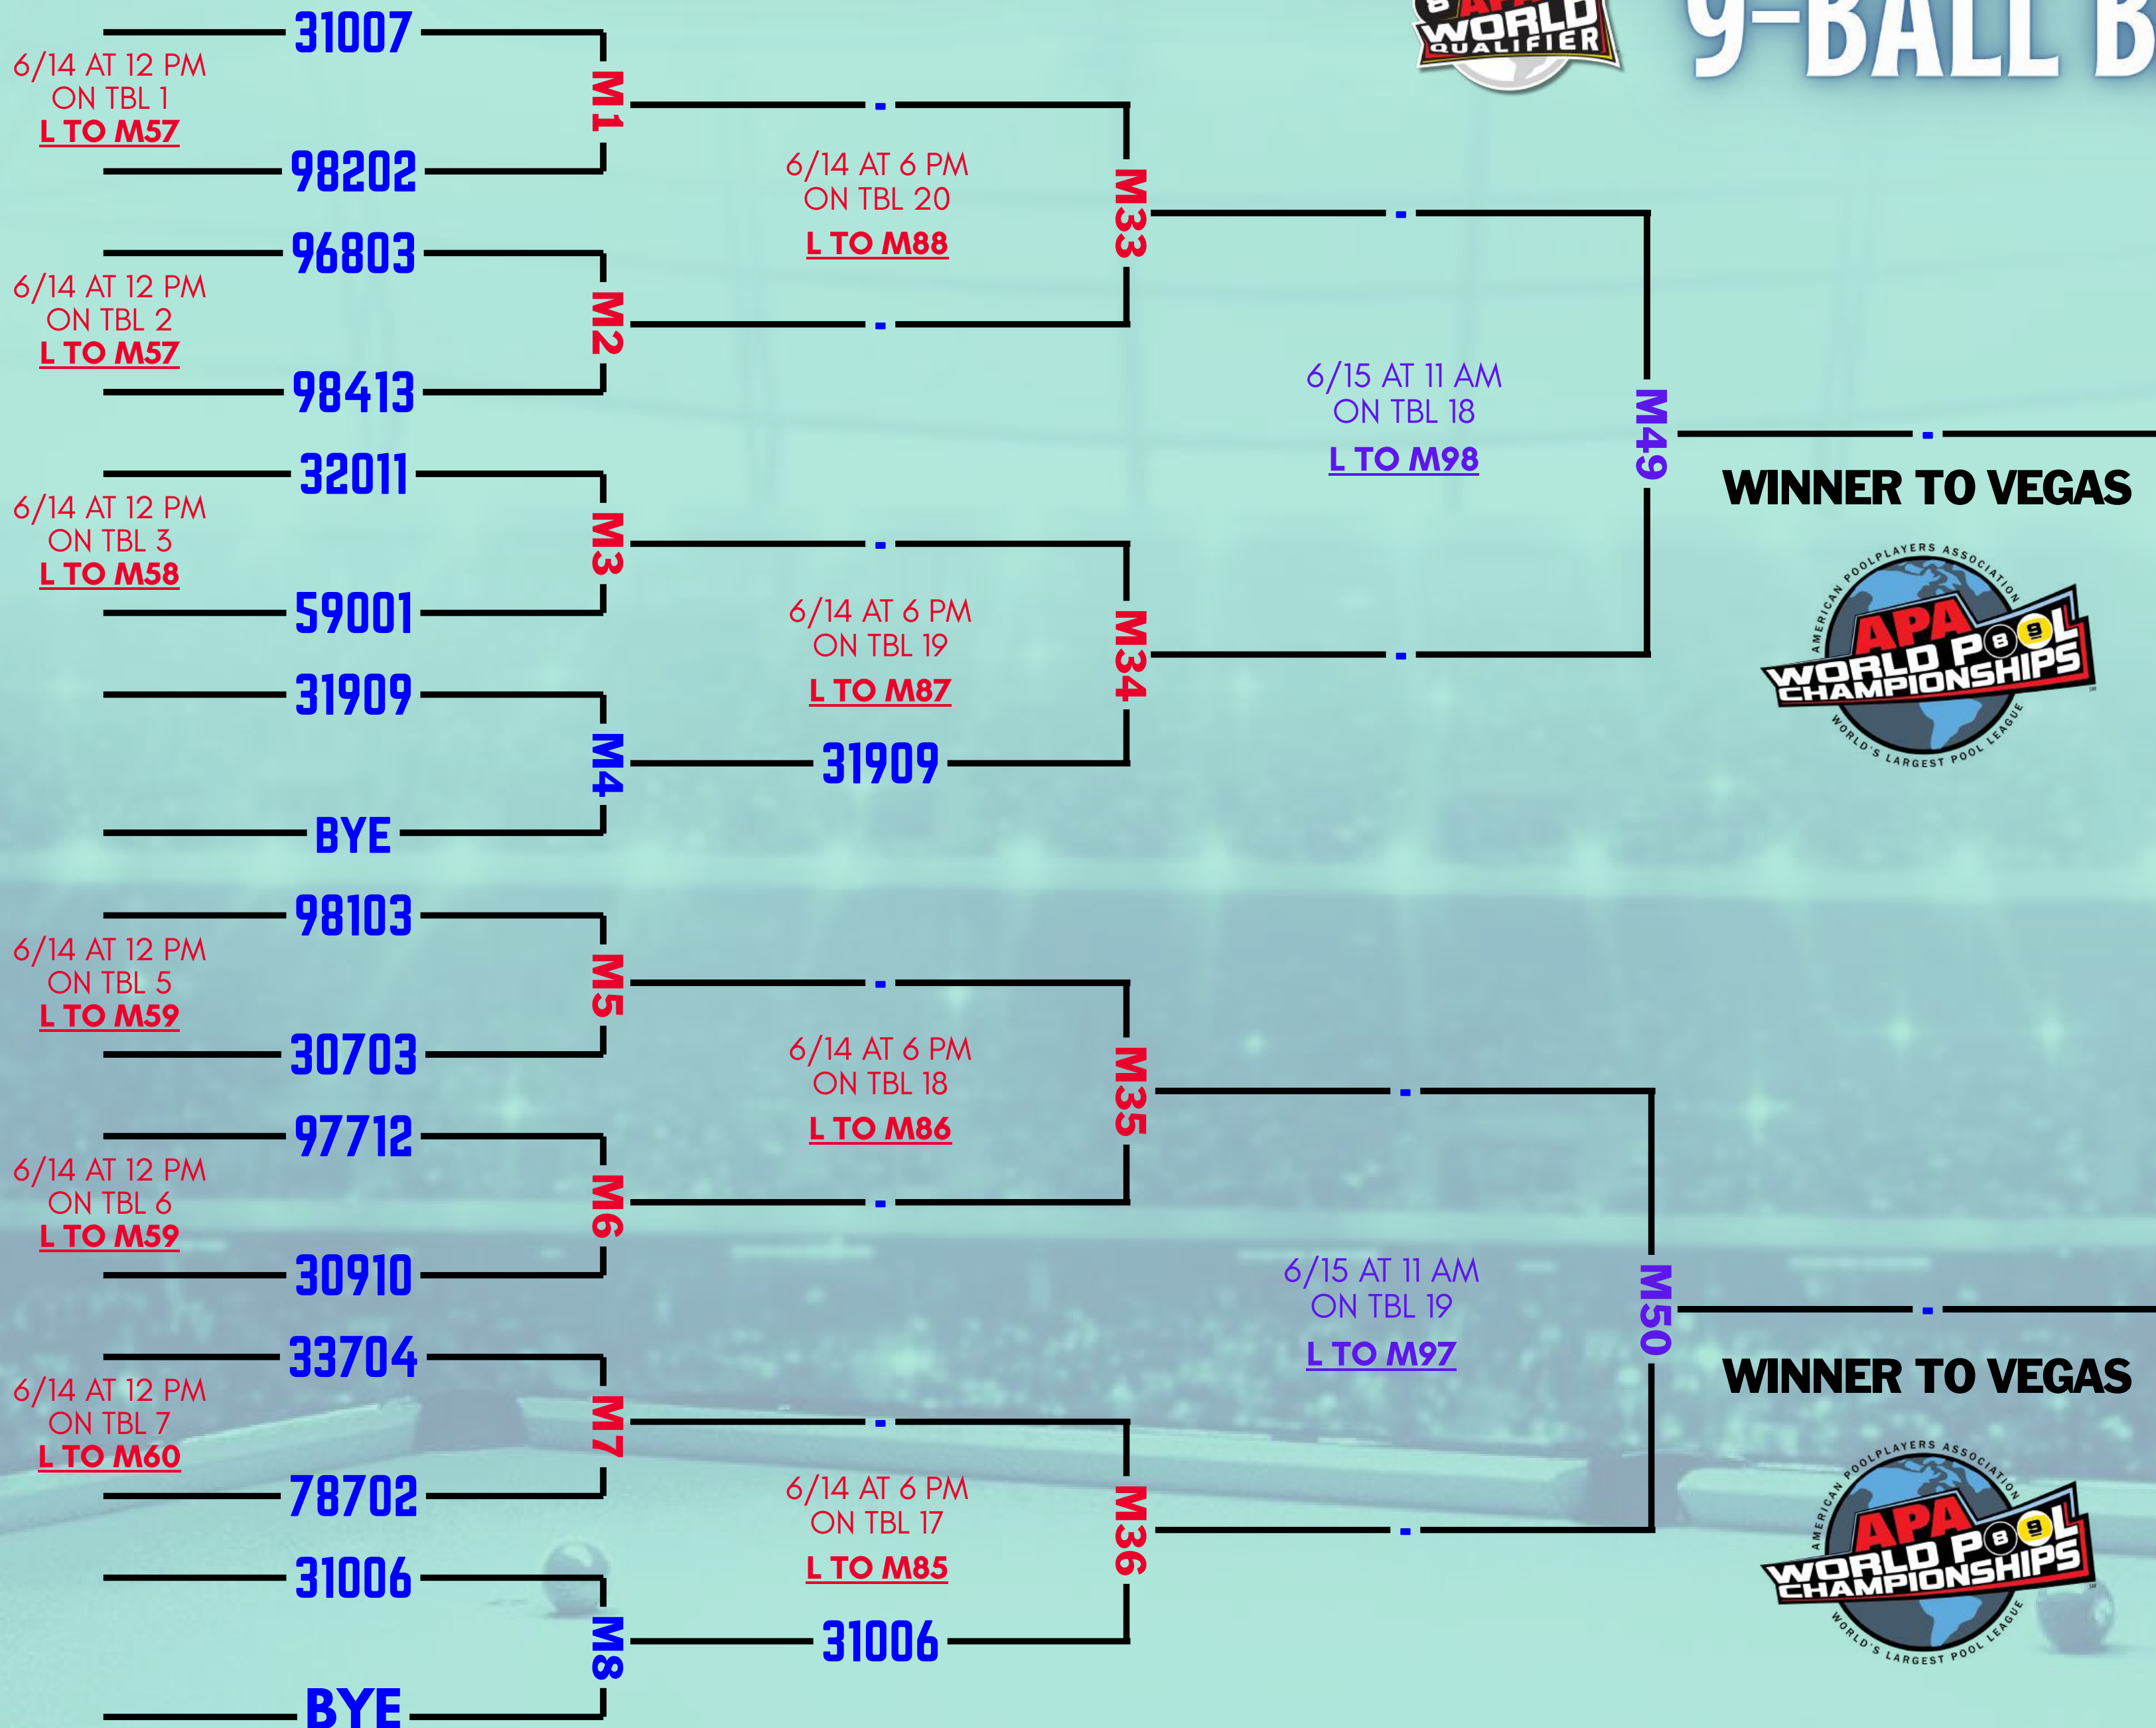 8 APA
WORLD
QUALIFIER
9-BALL B
31007
6/14 AT 12 PM
ON TBL 1
L TO M57
98202
M1
96803
6/14 AT 12 PM
ON TBL 2
L TO M57
98413
M2
32011
6/14 AT 12 PM
ON TBL 3
L TO M58
59001
M3
31909
BYE
M4
98103
6/14 AT 12 PM
ON TBL 5
L TO M59
30703
M5
97712
6/14 AT 12 PM
ON TBL 6
L TO M59
30910
M6
33704
6/14 AT 12 PM
ON TBL 7
L TO M60
78702
M7
31006
BYE
M8
-
6/14 AT 6 PM
ON TBL 20
L TO M88
-
M33
-
6/14 AT 6 PM
ON TBL 19
L TO M87
31909
M34
-
6/14 AT 6 PM
ON TBL 18
L TO M86
-
M35
-
6/14 AT 6 PM
ON TBL 17
L TO M85
31006
M36
-
6/15 AT 11 AM
ON TBL 18
L TO M98
-
M49
-
6/15 AT 11 AM
ON TBL 19
L TO M97
-
M50
-
WINNER TO VEGAS
AMERICAN POOLPLAYERS ASSOCIATION
APA
WORLD POOL 8 9
CHAMPIONSHIPS
SM
WORLD'S LARGEST POOL LEAGUE
-
WINNER TO VEGAS
AMERICAN POOLPLAYERS ASSOCIATION
APA
WORLD POOL 8 9
CHAMPIONSHIPS
SM
WORLD'S LARGEST POOL LEAGUE